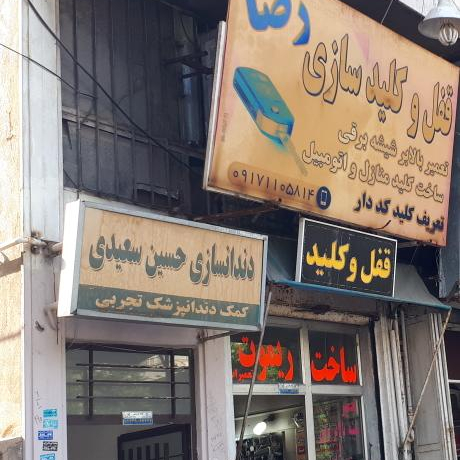 رضا
قفل و کلید سازی
تعمیر بالابر شیشه برقی
ساخت کلید منازل و اتومبیل
تعریف کلید کد دار
۰۹۱۷۱۱۰۵۸۱۴
دندانسازی حسین سعیدی
کمک دندانپزشک تجربی
قفل و کلید
ساخت ریموت